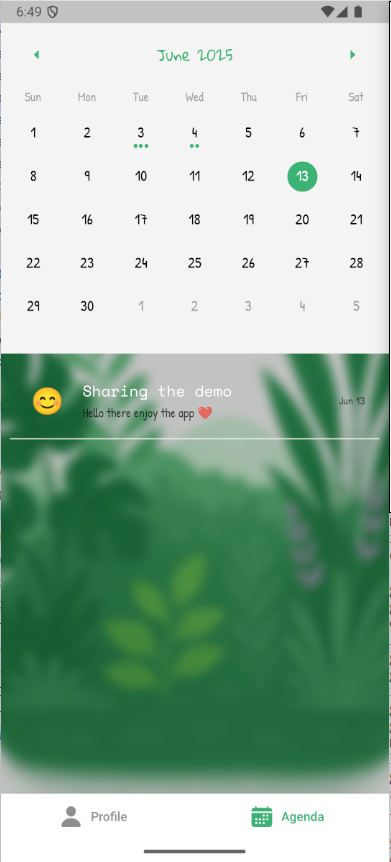 6:49
June 2025
Sun Mon Tue Wed Thu Fri Sat
1 2 3 4 5 6 7
8 9 10 11 12 13 14
15 16 17 18 19 20 21
22 23 24 25 26 27 28
29 30 1 2 3 4 5
Sharing the demo
Hello there enjoy the app ❤️
Jun 13
Profile Agenda